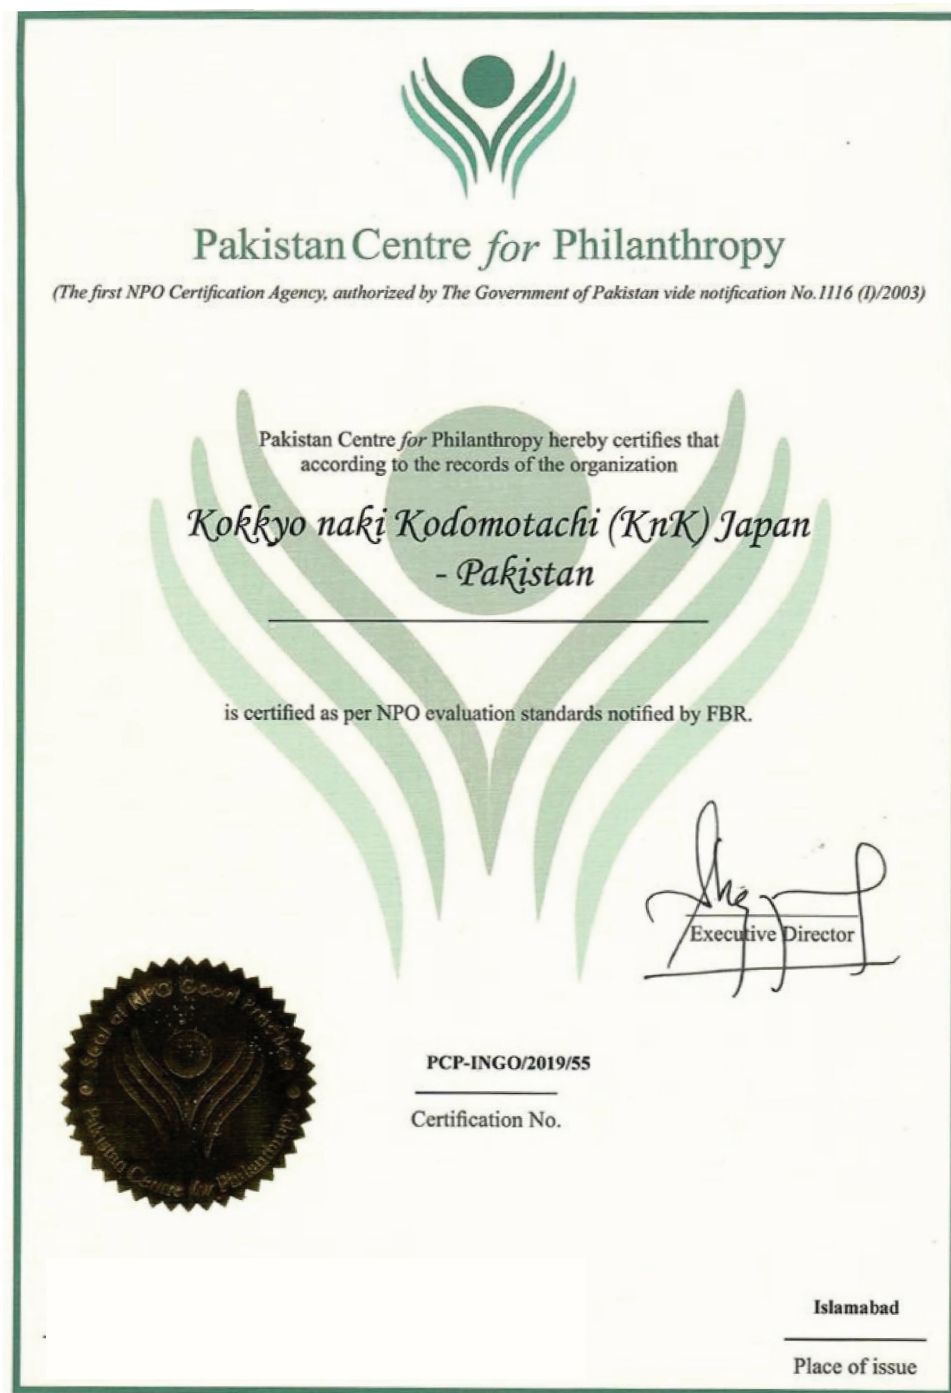 Pakistan Centre for Philanthropy
(The first NPO Certification Agency, authorized by The Government of Pakistan vide notification No.1116 (I)/2003)
Pakistan Centre for Philanthropy hereby certifies that
according to the records of the organization
Kokkyo naki Kodomotachi (KnK) Japan
- Pakistan
is certified as per NPO evaluation standards notified by FBR.
Executive Director
Seal of NPO Good Practice
Pakistan Centre for Philanthropy
PCP-INGO/2019/55
Certification No.
Islamabad
Place of issue